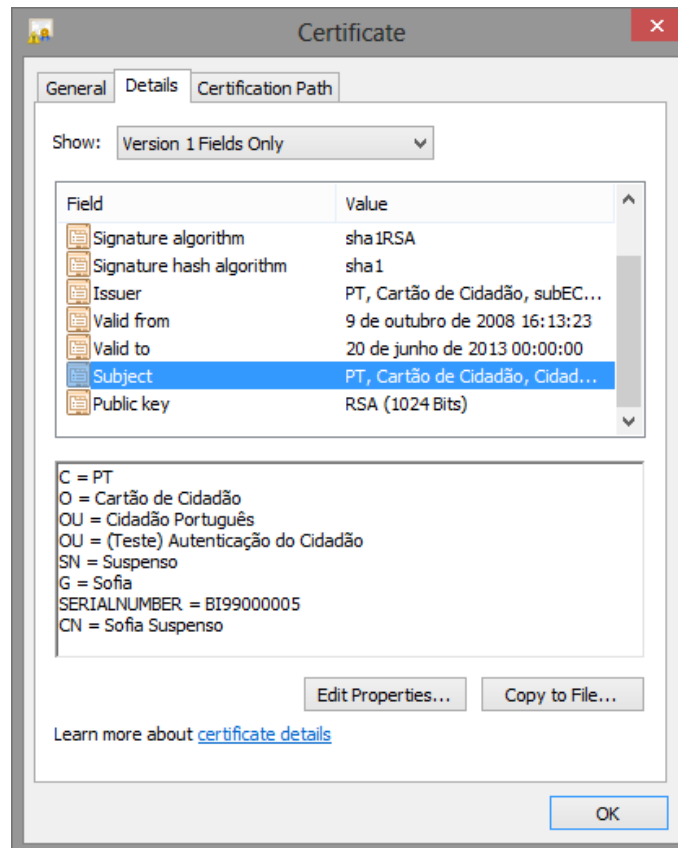 Certificate
General Details Certification Path
Show: Version 1 Fields Only
Field Value
Signature algorithm sha1RSA
Signature hash algorithm sha1
Issuer PT, Cartão de Cidadão, subEC...
Valid from 9 de outubro de 2008 16:13:23
Valid to 20 de junho de 2013 00:00:00
Subject PT, Cartão de Cidadão, Cidad...
Public key RSA (1024 Bits)
C = PT
O = Cartão de Cidadão
OU = Cidadão Português
OU = (Teste) Autenticação do Cidadão
SN = Suspenso
G = Sofia
SERIALNUMBER = BI99000005
CN = Sofia Suspenso
Edit Properties... Copy to File...
Learn more about certificate details
OK